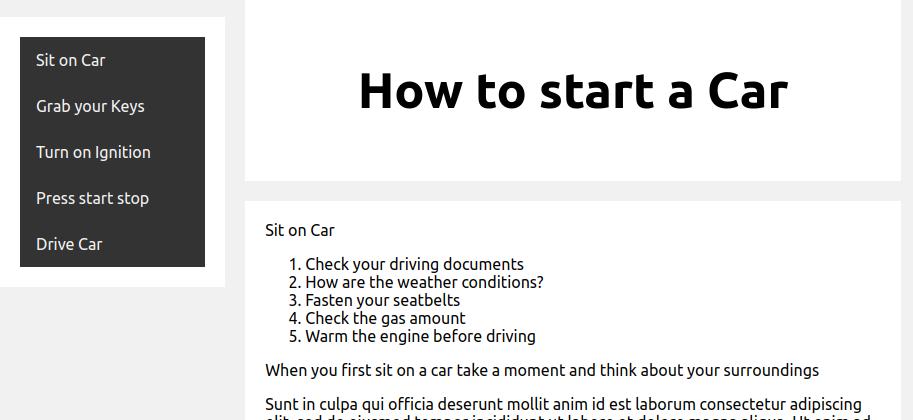 Sit on Car
Grab your Keys
Turn on Ignition
Press start stop
Drive Car
How to start a Car
Sit on Car
1. Check your driving documents
2. How are the weather conditions?
3. Fasten your seatbelts
4. Check the gas amount
5. Warm the engine before driving
When you first sit on a car take a moment and think about your surroundings
Sunt in culpa qui officia deserunt mollit anim id est laborum consectetur adipiscing